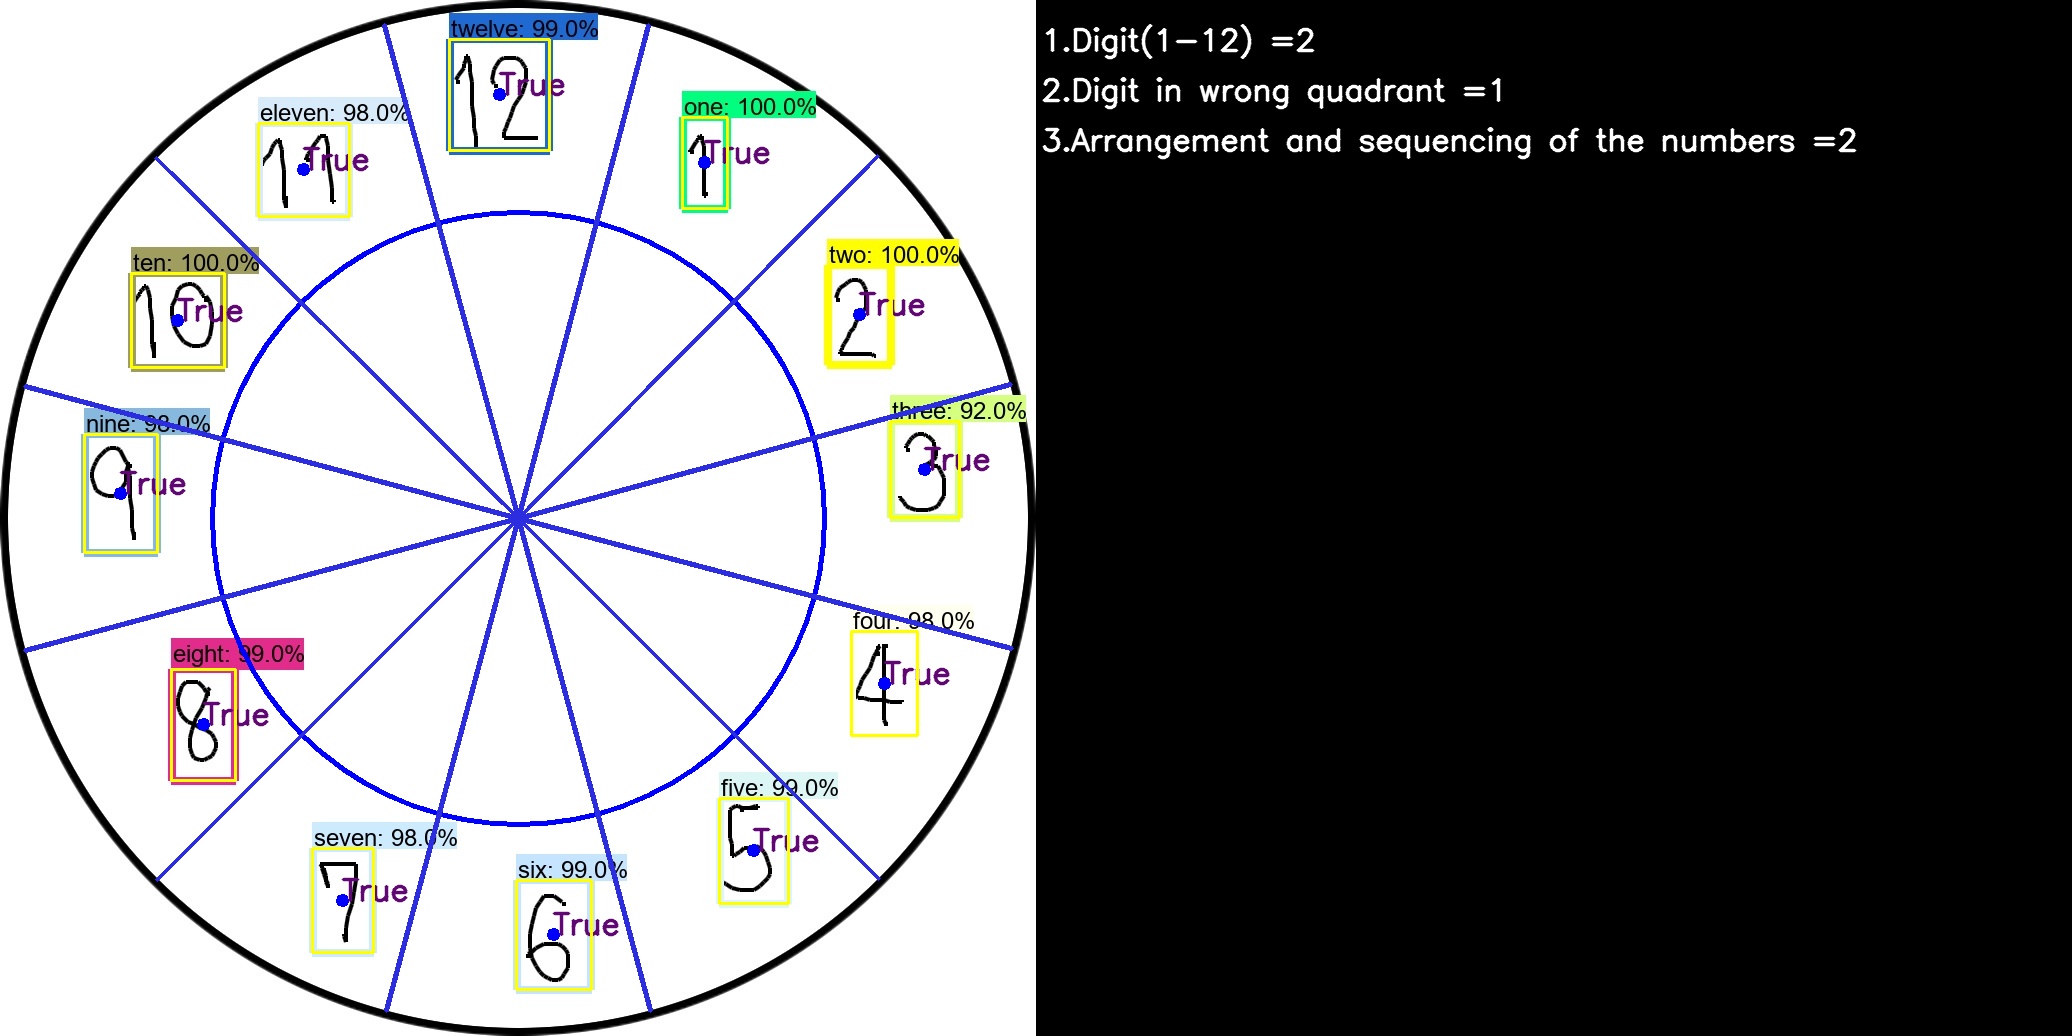 twelve: 99.0%
12
True
one: 100.0%
1
True
two: 100.0%
2
True
three: 92.0%
3
True
four: 98.0%
4
True
five: 99.0%
5
True
six: 99.0%
6
True
seven: 98.0%
7
True
eight: 99.0%
8
True
nine: 98.0%
9
True
ten: 100.0%
10
True
eleven: 98.0%
11
True
1.Digit(1-12) =2
2.Digit in wrong quadrant =1
3.Arrangement and sequencing of the numbers =2